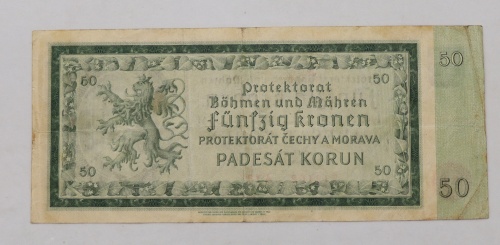 50
50
50
Protektorat
Böhmen und Mähren
Fünfzig Kronen
PROTEKTORÁT ČECHY A MORAVA
PADESÁT KORUN
50
50
50